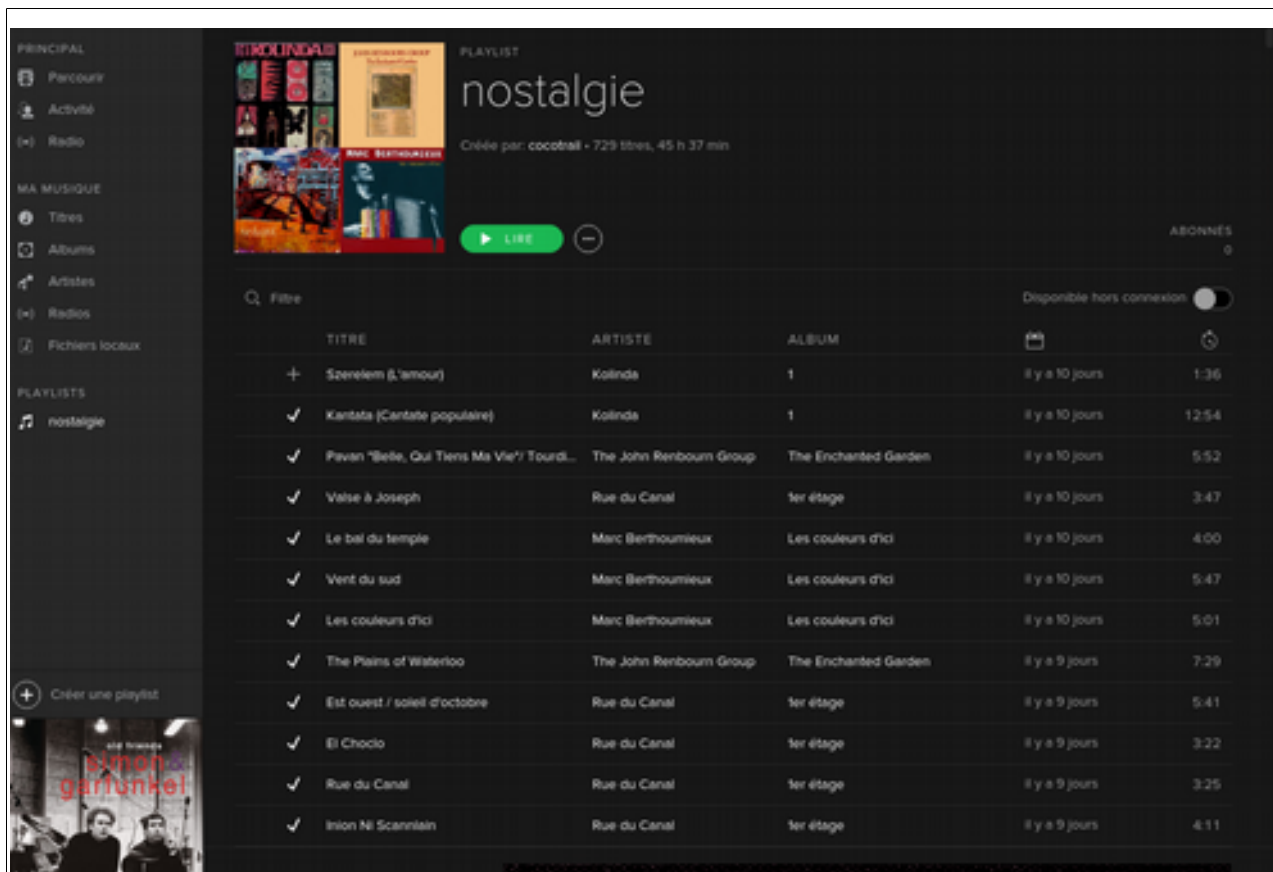 PRINCIPAL
Parcourir
Activité
Radio
MA MUSIQUE
Titres
Albums
Artistes
Radios
Fichiers locaux
PLAYLISTS
nostalgie
Créer une playlist
old friends
simon &
garfunkel
KOLINDA
MARC BERTHOUMIEUX
PLAYLIST
nostalgie
Créée par: cocotrail • 729 titres, 45 h 37 min
LIRE
ABONNÉS
0
Filtre
Disponible hors connexion
TITRE ARTISTE ALBUM
Szerelem (L'amour) Kolinda 1 il y a 10 jours 1:36
Kantata (Cantate populaire) Kolinda 1 il y a 10 jours 12:54
Pavan "Belle, Qui Tiens Ma Vie"/ Tourdi... The John Renbourn Group The Enchanted Garden il y a 10 jours 5:52
Valse à Joseph Rue du Canal 1er étage il y a 10 jours 3:47
Le bal du temple Marc Berthoumieux Les couleurs d'ici il y a 10 jours 4:00
Vent du sud Marc Berthoumieux Les couleurs d'ici il y a 10 jours 5:47
Les couleurs d'ici Marc Berthoumieux Les couleurs d'ici il y a 10 jours 5:01
The Plains of Waterloo The John Renbourn Group The Enchanted Garden il y a 9 jours 7:29
Est ouest / soleil d'octobre Rue du Canal 1er étage il y a 9 jours 5:41
El Choclo Rue du Canal 1er étage il y a 9 jours 3:22
Rue du Canal Rue du Canal 1er étage il y a 9 jours 3:25
Inion Ni Scannlain Rue du Canal 1er étage il y a 9 jours 4:11